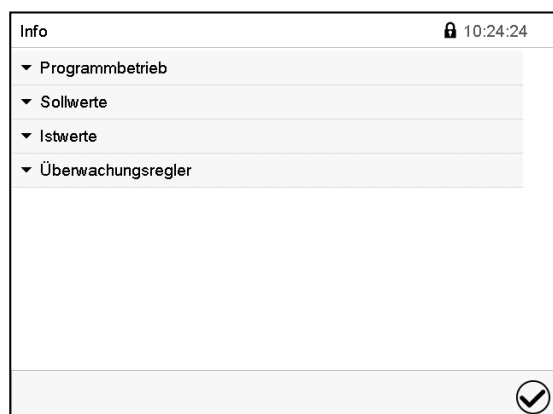 Info 10:24:24
Programmbetrieb
Sollwerte
Istwerte
Überwachungsregler